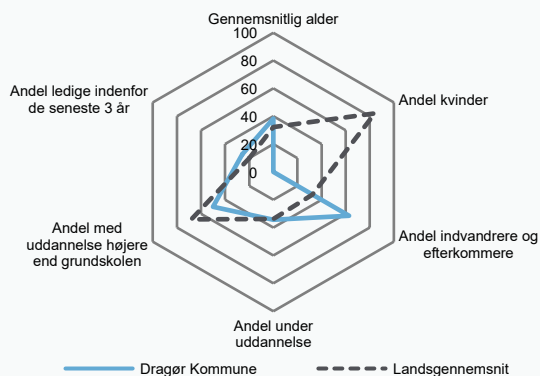 Gennemsnitlig alder
100
80
60
40
20
0
Andel kvinder
Andel indvandrere og
efterkommere
Andel under
uddannelse
Andel med
uddannelse højere
end grundskolen
Andel ledige indenfor
de seneste 3 år
Dragør Kommune
Landsgennemsnit